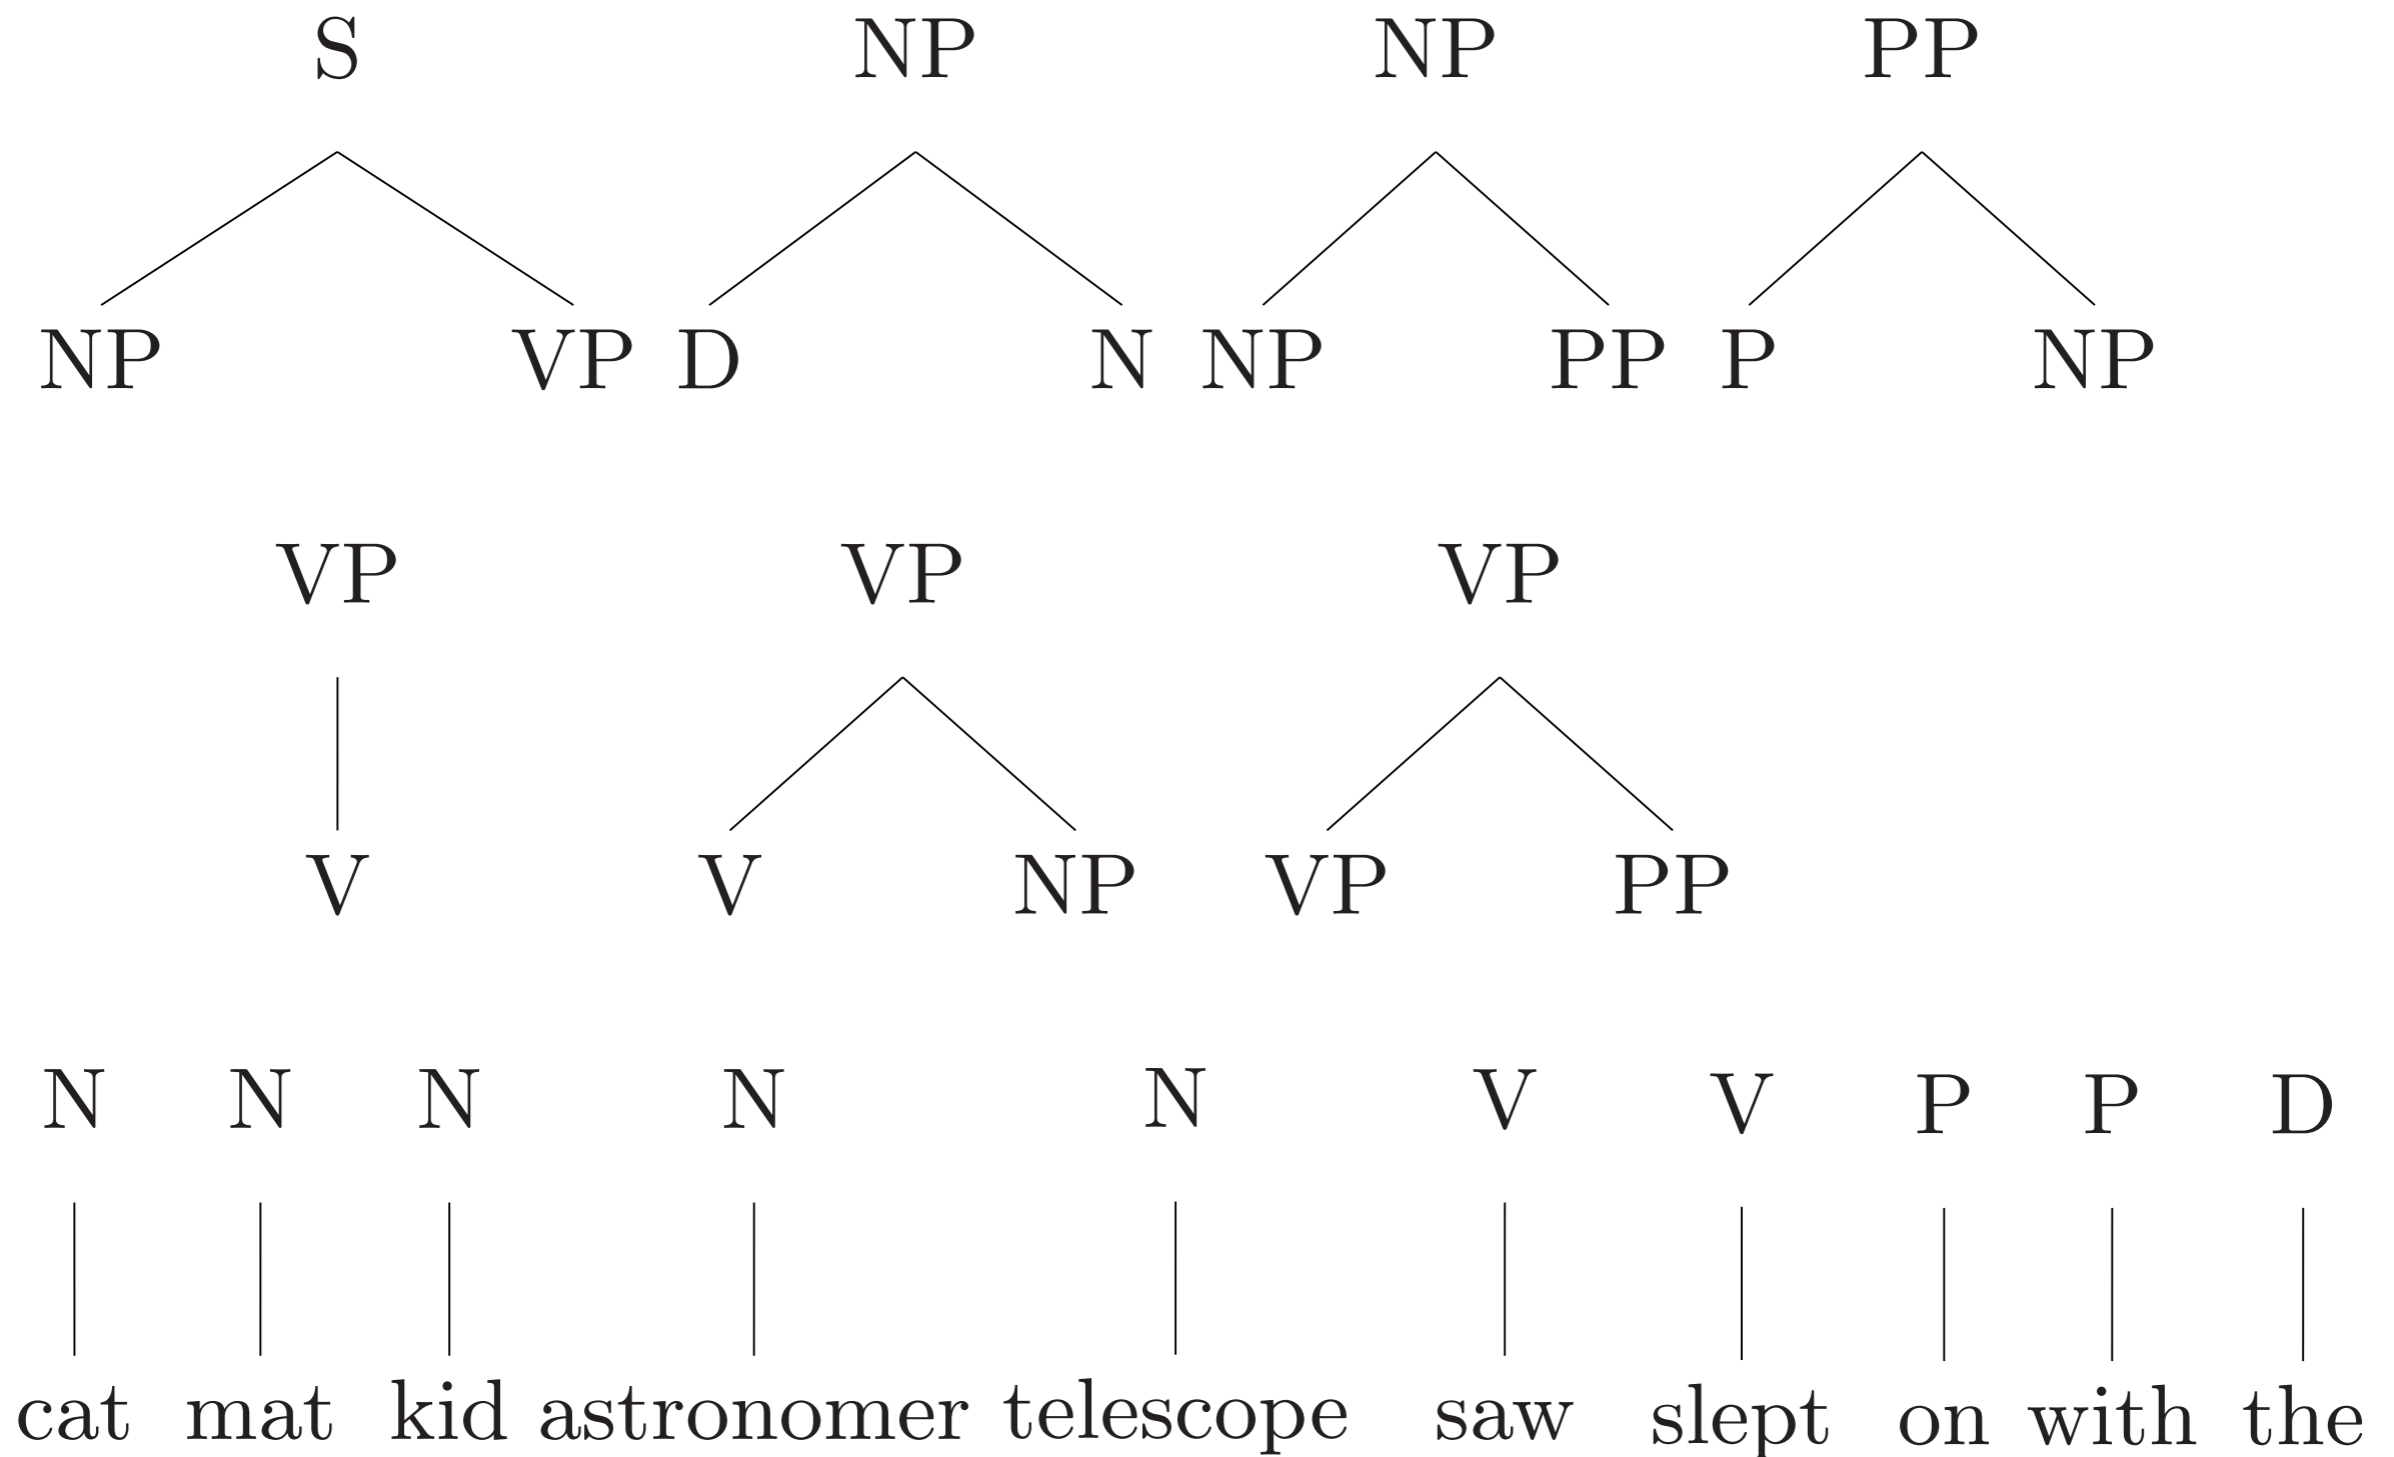 S NP NP PP
NP VP D N NP PP P NP
VP VP VP
V V NP VP PP
N N N N N V V P P D
cat mat kid astronomer telescope saw slept on with the